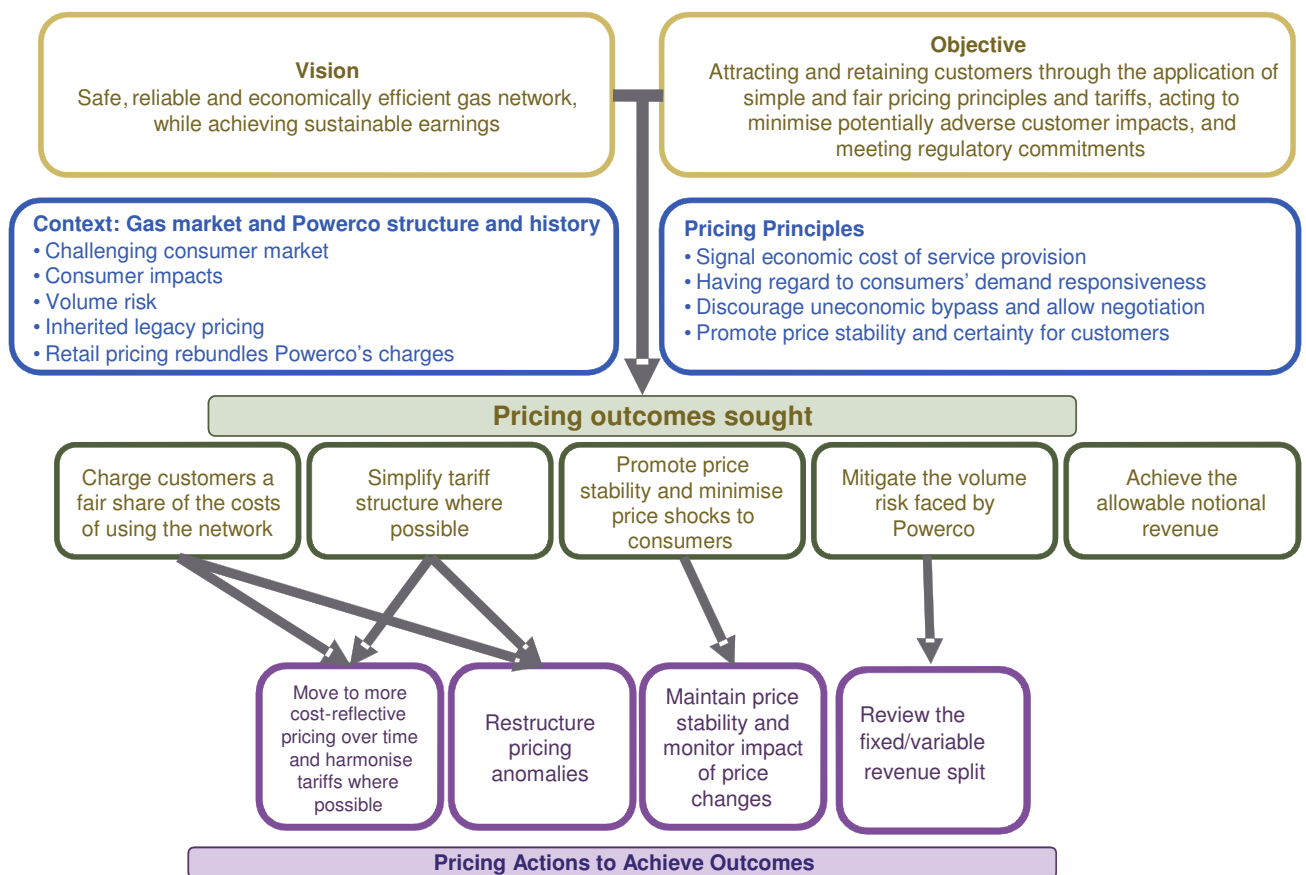 Vision
Safe, reliable and economically efficient gas network,
while achieving sustainable earnings
Objective
Attracting and retaining customers through the application of
simple and fair pricing principles and tariffs, acting to
minimise potentially adverse customer impacts, and
meeting regulatory commitments
Context: Gas market and Powerco structure and history
• Challenging consumer market
• Consumer impacts
• Volume risk
• Inherited legacy pricing
• Retail pricing rebundles Powerco's charges
Pricing Principles
• Signal economic cost of service provision
• Having regard to consumers' demand responsiveness
• Discourage uneconomic bypass and allow negotiation
• Promote price stability and certainty for customers
Pricing outcomes sought
Charge customers a
fair share of the costs
of using the network
Simplify tariff
structure where
possible
Promote price
stability and minimise
price shocks to
consumers
Mitigate the volume
risk faced by
Powerco
Achieve the
allowable notional
revenue
Move to more
cost-reflective
pricing over time
and harmonise
tariffs where
possible
Restructure
pricing
anomalies
Maintain price
stability and
monitor impact
of price
changes
Review the
fixed/variable
revenue split
Pricing Actions to Achieve Outcomes